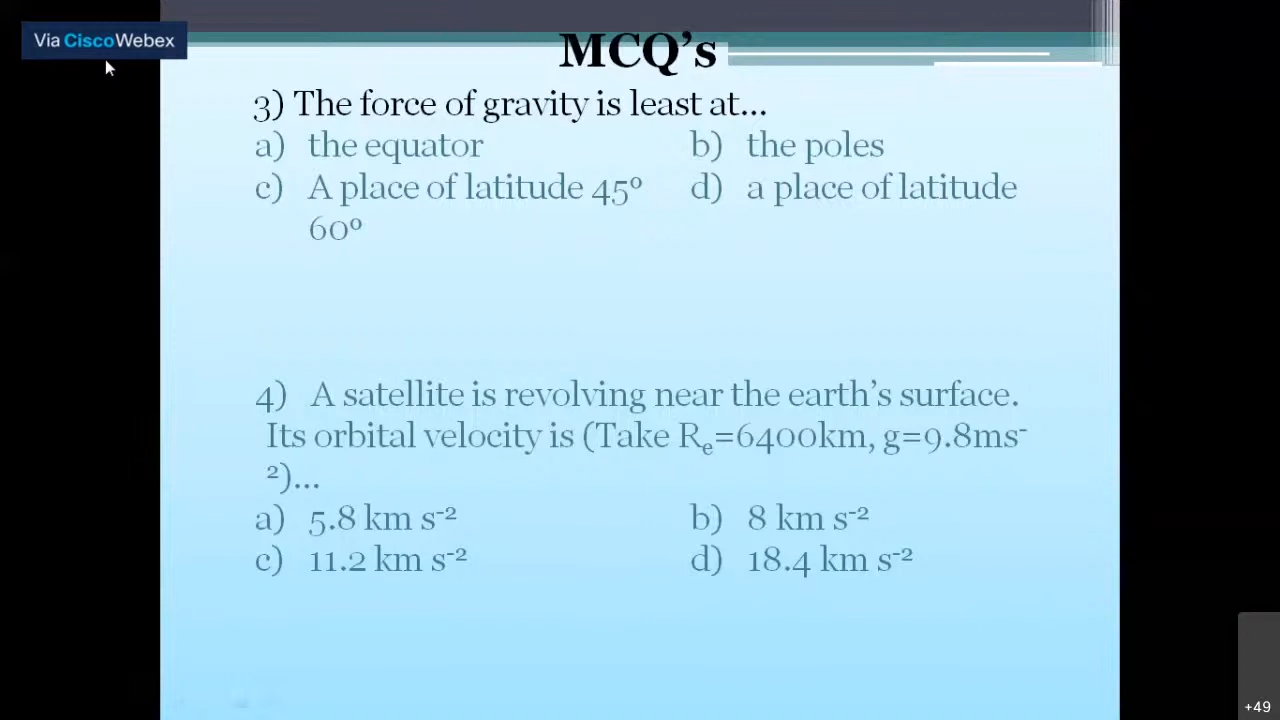 Via CiscoWebex
MCQ's
3) The force of gravity is least at...
a) the equator b) the poles
c) A place of latitude 45º d) a place of latitude
60º
4) A satellite is revolving near the earth's surface.
Its orbital velocity is (Take Rₑ=6400km, g=9.8ms⁻
²)...
a) 5.8 km s⁻² b) 8 km s⁻²
c) 11.2 km s⁻² d) 18.4 km s⁻²
+49